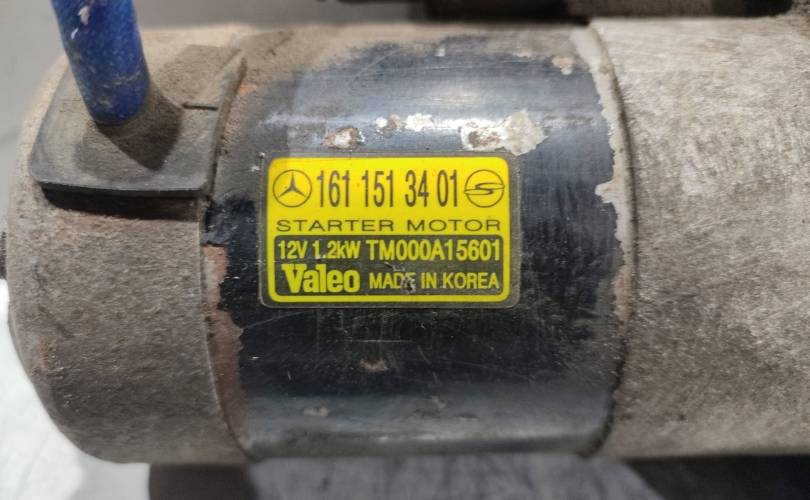 161 151 34 01
STARTER MOTOR
12V 1.2kW TM000A15601
Valeo MADE IN KOREA